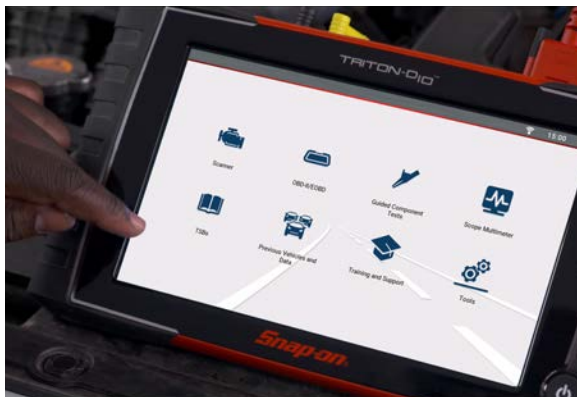 TRITON-D10™
15:00
Scanner
OBD-II/EOBD
Guided Component
Tests
Scope Multimeter
TSBs
Previous Vehicles and
Data
Training and Support
Tools
Snap-on